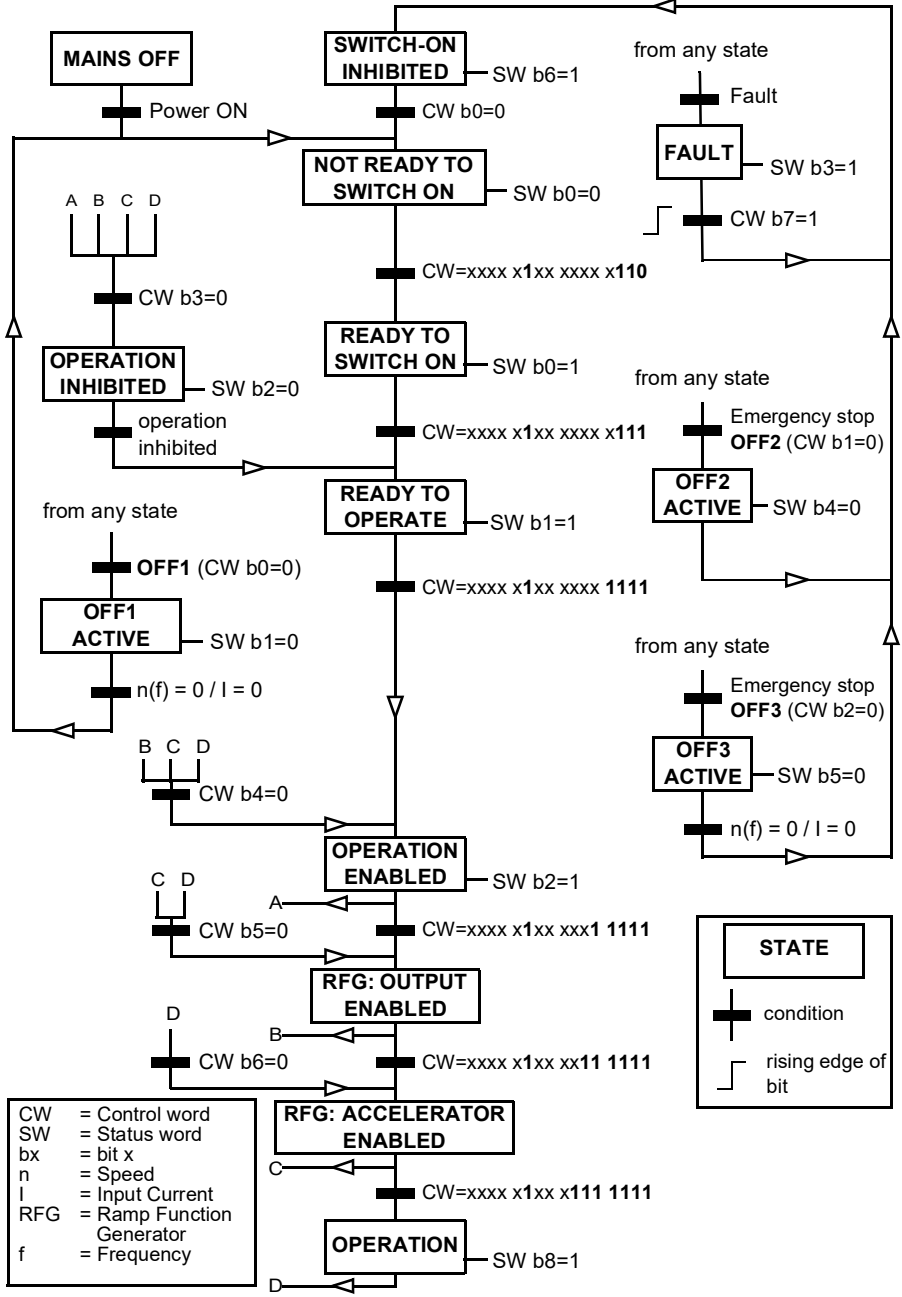 MAINS OFF
Power ON
SWITCH-ON
INHIBITED
SW b6=1
CW b0=0
from any state
Fault
FAULT
SW b3=1
CW b7=1
NOT READY TO
SWITCH ON
SW b0=0
A B C D
CW b3=0
OPERATION
INHIBITED
SW b2=0
operation
inhibited
CW=xxxx x1xx xxxx x110
READY TO
SWITCH ON
SW b0=1
CW=xxxx x1xx xxxx x111
from any state
Emergency stop
OFF2 (CW b1=0)
OFF2
ACTIVE
SW b4=0
READY TO
OPERATE
SW b1=1
from any state
OFF1 (CW b0=0)
OFF1
ACTIVE
SW b1=0
n(f) = 0 / I = 0
CW=xxxx x1xx xxxx 1111
from any state
Emergency stop
OFF3 (CW b2=0)
OFF3
ACTIVE
SW b5=0
n(f) = 0 / I = 0
B C D
CW b4=0
OPERATION
ENABLED
SW b2=1
A
C D
CW b5=0
CW=xxxx x1xx xxx1 1111
RFG: OUTPUT
ENABLED
B
D
CW b6=0
CW=xxxx x1xx xx11 1111
RFG: ACCELERATOR
ENABLED
C
CW=xxxx x1xx x111 1111
OPERATION
SW b8=1
D
STATE
condition
rising edge of
bit
CW = Control word
SW = Status word
bx = bit x
n = Speed
I = Input Current
RFG = Ramp Function
Generator
f = Frequency